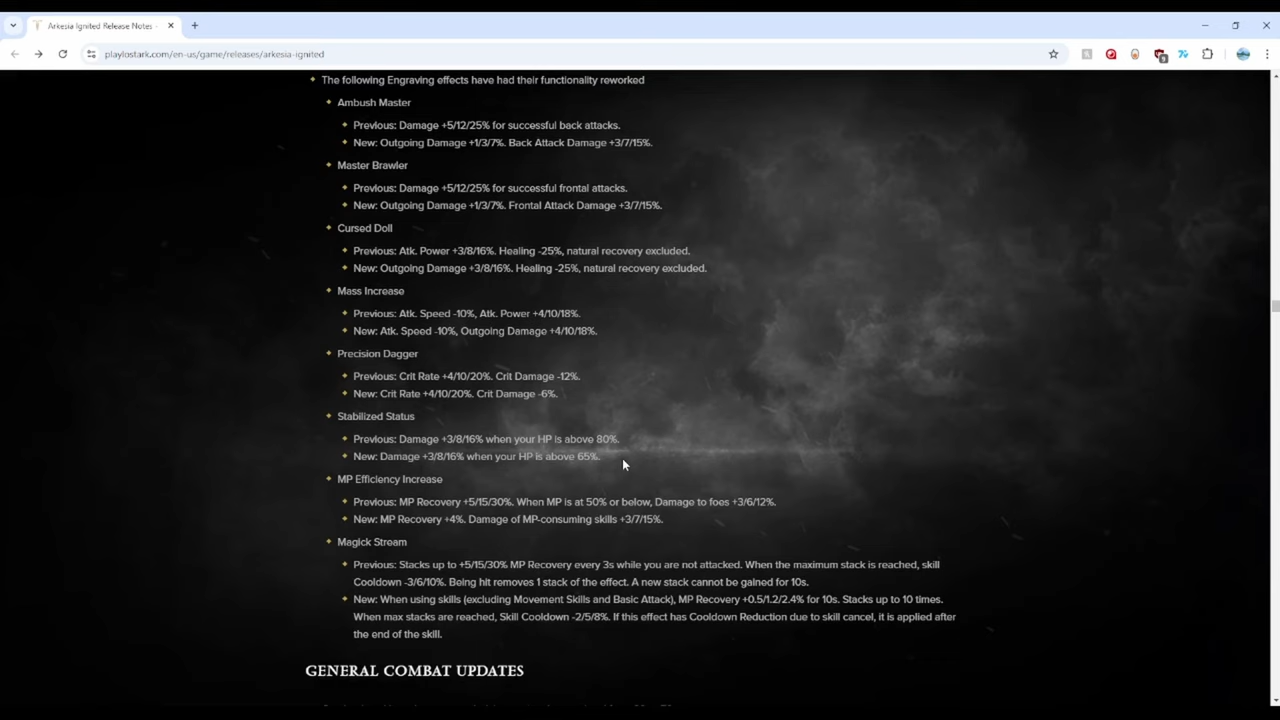 Arkesia Ignited Release Notes -
playlostark.com/en-us/game/releases/arkesia-ignited
The following Engraving effects have had their functionality reworked
Ambush Master
Previous: Damage +5/12/25% for successful back attacks.
New: Outgoing Damage +1/3/7%. Back Attack Damage +3/7/15%.
Master Brawler
Previous: Damage +5/12/25% for successful frontal attacks.
New: Outgoing Damage +1/3/7%. Frontal Attack Damage +3/7/15%.
Cursed Doll
Previous: Atk. Power +3/8/16%. Healing -25%, natural recovery excluded.
New: Outgoing Damage +3/8/16%. Healing -25%, natural recovery excluded.
Mass Increase
Previous: Atk. Speed -10%, Atk. Power +4/10/18%.
New: Atk. Speed -10%, Outgoing Damage +4/10/18%.
Precision Dagger
Previous: Crit Rate +4/10/20%. Crit Damage -12%.
New: Crit Rate +4/10/20%. Crit Damage -6%.
Stabilized Status
Previous: Damage +3/8/16% when your HP is above 80%.
New: Damage +3/8/16% when your HP is above 65%.
MP Efficiency Increase
Previous: MP Recovery +5/15/30%. When MP is at 50% or below, Damage to foes +3/6/12%.
New: MP Recovery +4%. Damage of MP-consuming skills +3/7/15%.
Magick Stream
Previous: Stacks up to +5/15/30% MP Recovery every 3s while you are not attacked. When the maximum stack is reached, skill
Cooldown -3/6/10%. Being hit removes 1 stack of the effect. A new stack cannot be gained for 10s.
New: When using skills (excluding Movement Skills and Basic Attack), MP Recovery +0.5/1.2/2.4% for 10s. Stacks up to 10 times.
When max stacks are reached, Skill Cooldown -2/5/8%. If this effect has Cooldown Reduction due to skill cancel, it is applied after
the end of the skill.
GENERAL COMBAT UPDATES